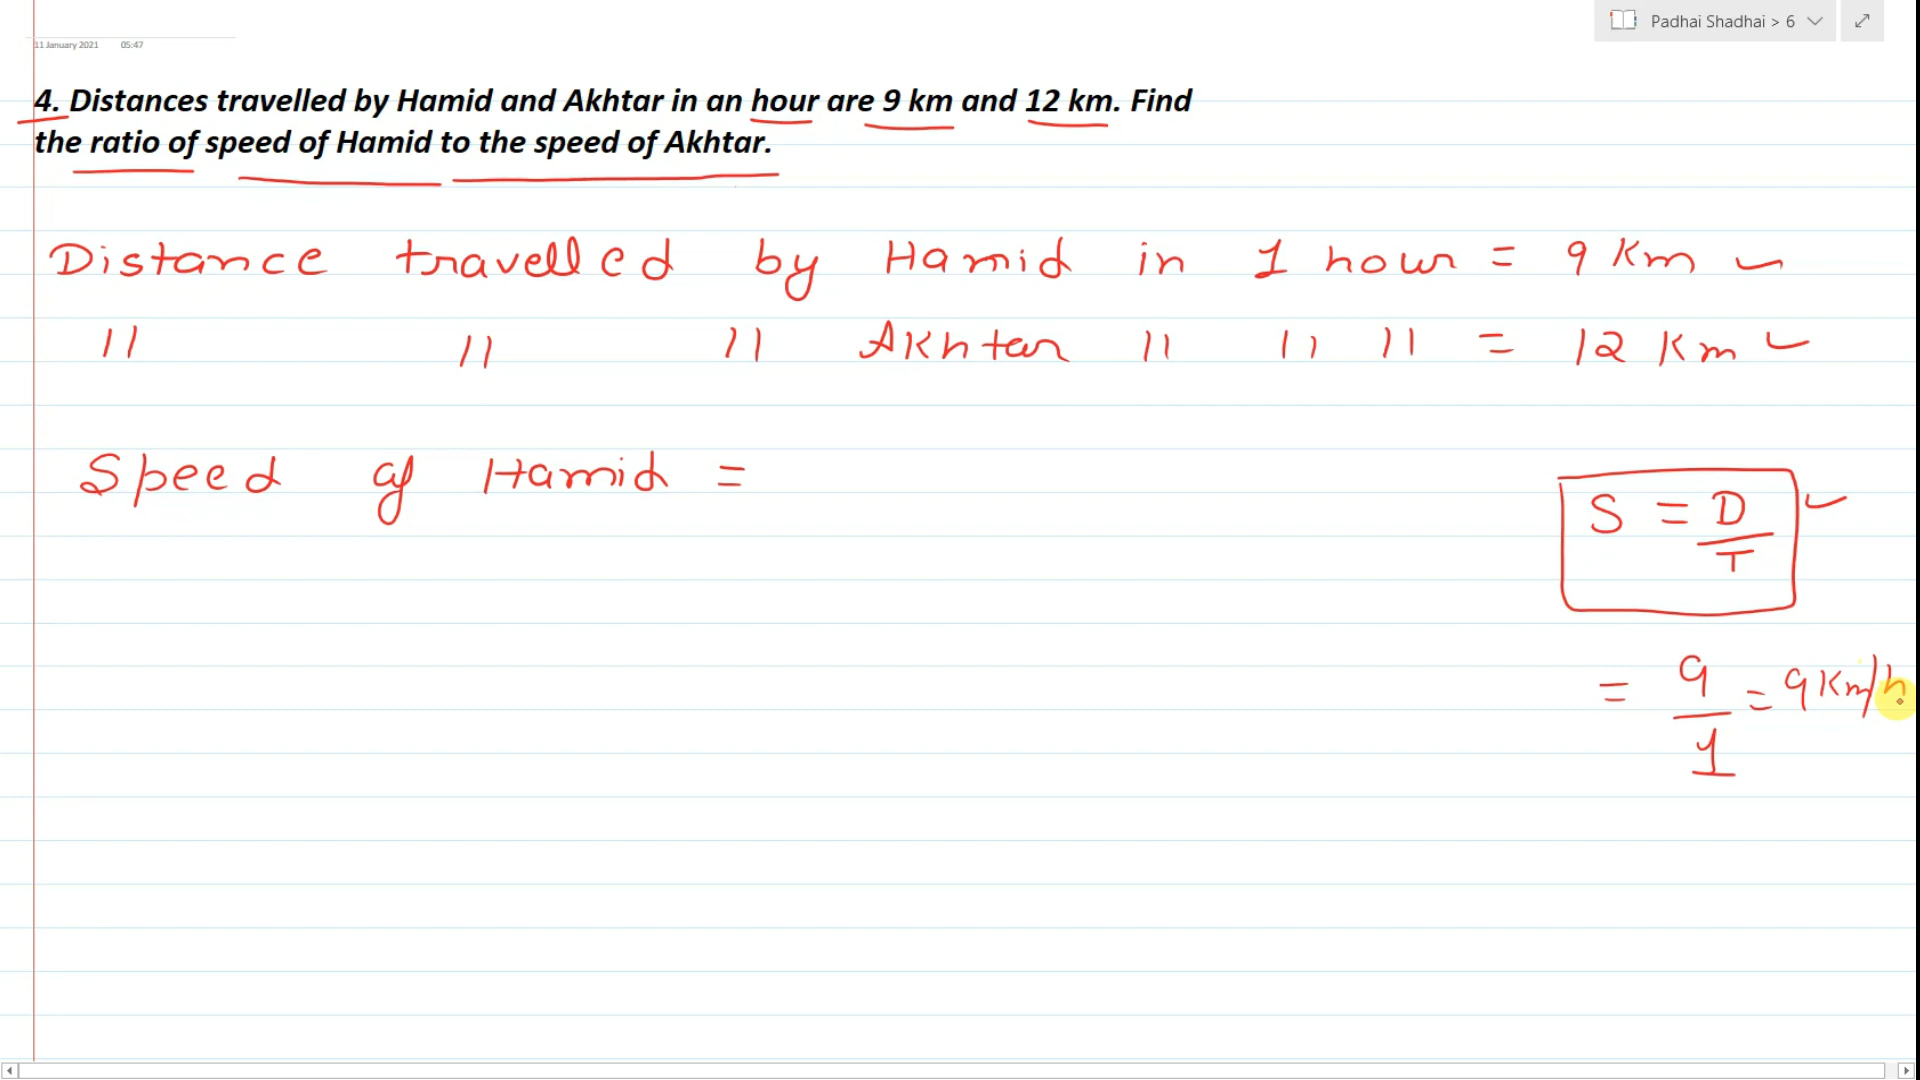 Padhai Shadhai > 6
11 January 2021 05:47
4. Distances travelled by Hamid and Akhtar in an hour are 9 km and 12 km. Find
the ratio of speed of Hamid to the speed of Akhtar.
Distance travelled by Hamid in 1 hour = 9 Km
" " " Akhtar " " " = 12 Km
Speed of Hamid =
S = D/T
= 9/1 = 9 Km/h